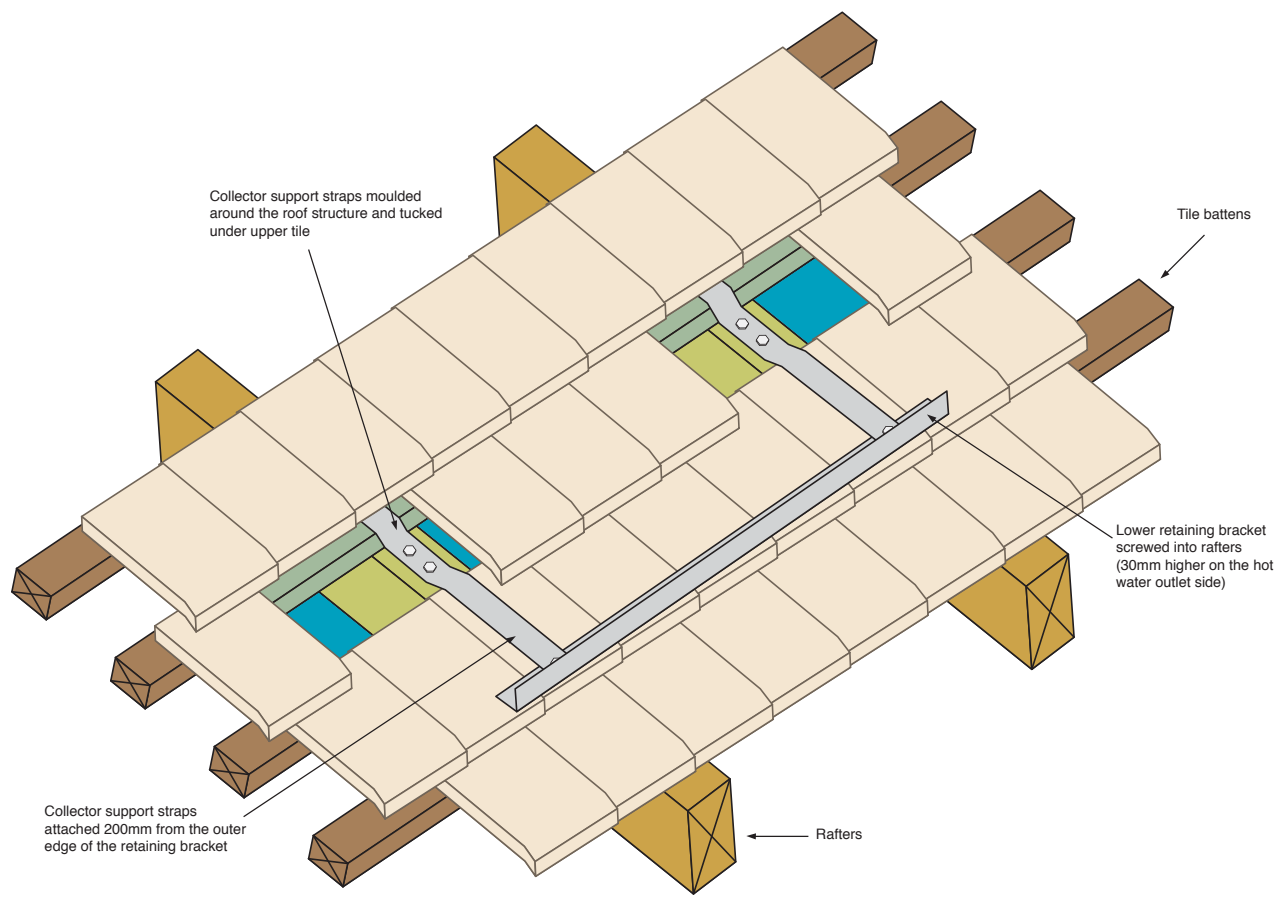 Collector support straps moulded
around the roof structure and tucked
under upper tile
Tile battens
Lower retaining bracket
screwed into rafters
(30mm higher on the hot
water outlet side)
Collector support straps
attached 200mm from the outer
edge of the retaining bracket
Rafters